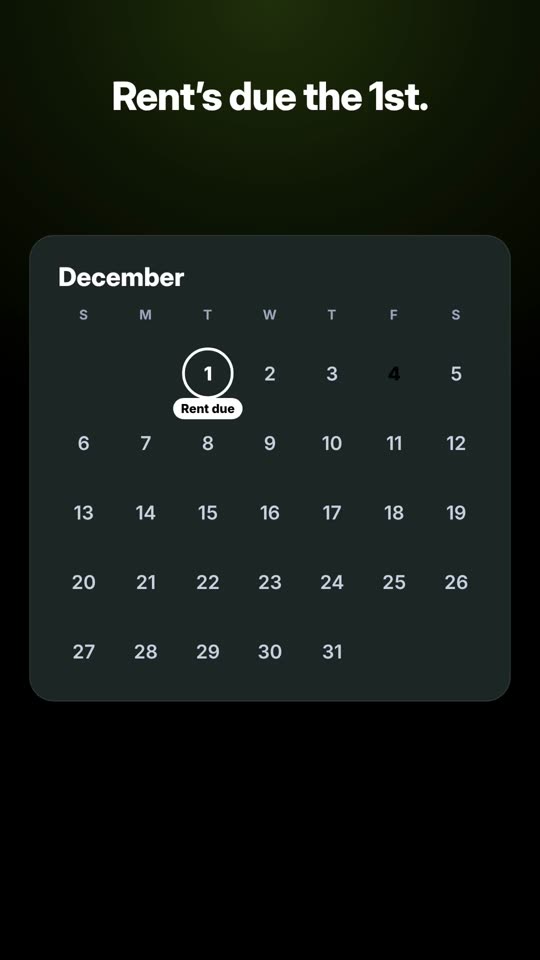 Rent's due the 1st.
December
S M T W T F S
1 2 3 4 5
Rent due
6 7 8 9 10 11 12
13 14 15 16 17 18 19
20 21 22 23 24 25 26
27 28 29 30 31